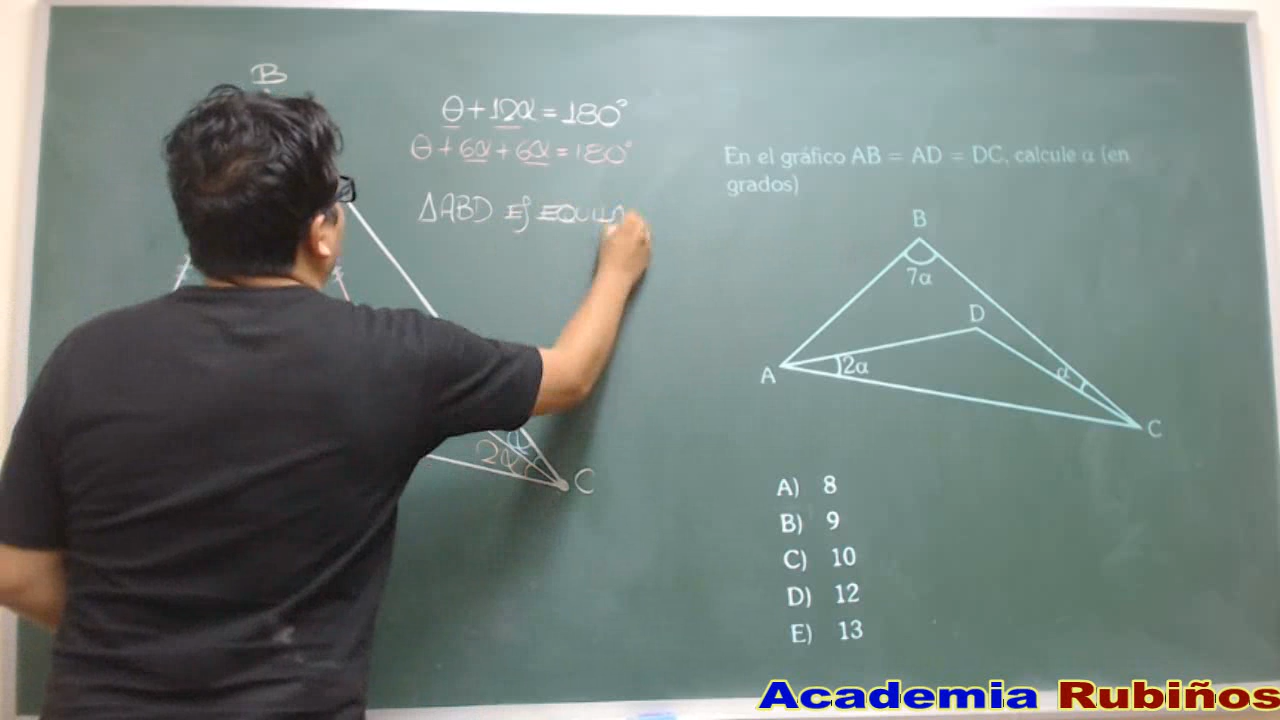 B
θ + 12α = 180°
θ + 6α + 6α = 180°
ΔABD Es EQUILA
2α α C
En el gráfico AB = AD = DC, calcule α (en
grados)
B
7α
D
A 2α α C
A) 8
B) 9
C) 10
D) 12
E) 13
Academia Rubiños